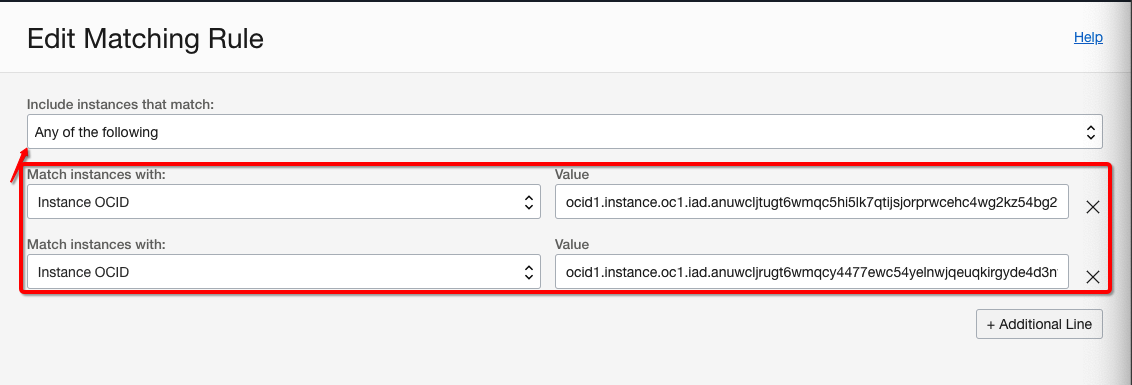 Edit Matching Rule
Help
Include instances that match:
Any of the following
Match instances with:
Value
Instance OCID
ocid1.instance.oc1.iad.anuwcljtugt6wmqc5hi5lk7qtijsjorprwcehc4wg2kz54bg2
Match instances with:
Value
Instance OCID
ocid1.instance.oc1.iad.anuwcljrugt6wmqcy4477ewc54yelnwjqeuqkirgyde4d3n
+ Additional Line